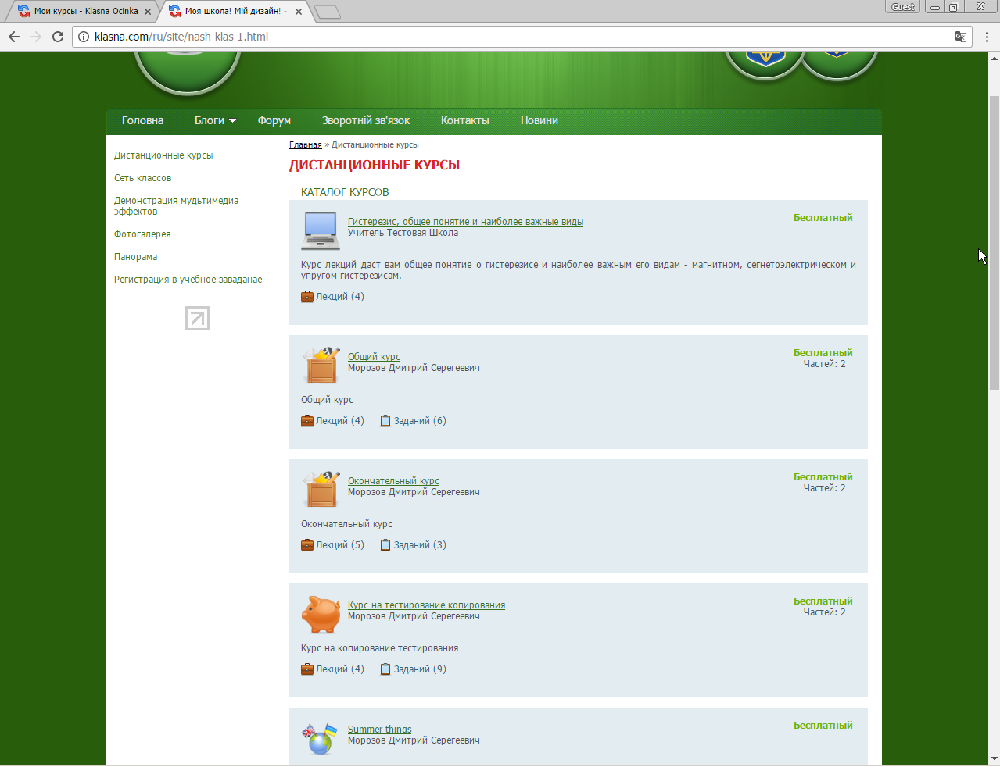 Мои курсы - Klasna Ocinka
Моя школа! Мій дизайн! -
Guest
klasna.com/ru/site/nash-klas-1.html
Головна
Блоги
Форум
Зворотній зв'язок
Контакты
Новини
Дистанционные курсы
Сеть классов
Демонстрация мудьтимедиа
эффектов
Фотогалерея
Панорама
Регистрация в учебное заваданае
Главная » Дистанционные курсы
ДИСТАНЦИОННЫЕ КУРСЫ
КАТАЛОГ КУРСОВ
Гистерезис, общее понятие и наиболее важные виды
Учитель Тестовая Школа
Бесплатный
Курс лекций даст вам общее понятие о гистерезисе и наиболее важным его видам - магнитном, сегнетоэлектрическом и
упругом гистерезисам.
Лекций (4)
Общий курс
Морозов Дмитрий Серегеевич
Бесплатный
Частей: 2
Общий курс
Лекций (4)
Заданий (6)
Окончательный курс
Морозов Дмитрий Серегеевич
Бесплатный
Частей: 2
Окончательный курс
Лекций (5)
Заданий (3)
Курс на тестирование копирования
Морозов Дмитрий Серегеевич
Бесплатный
Частей: 2
Курс на копирование тестирования
Лекций (4)
Заданий (9)
Summer things
Морозов Дмитрий Серегеевич
Бесплатный